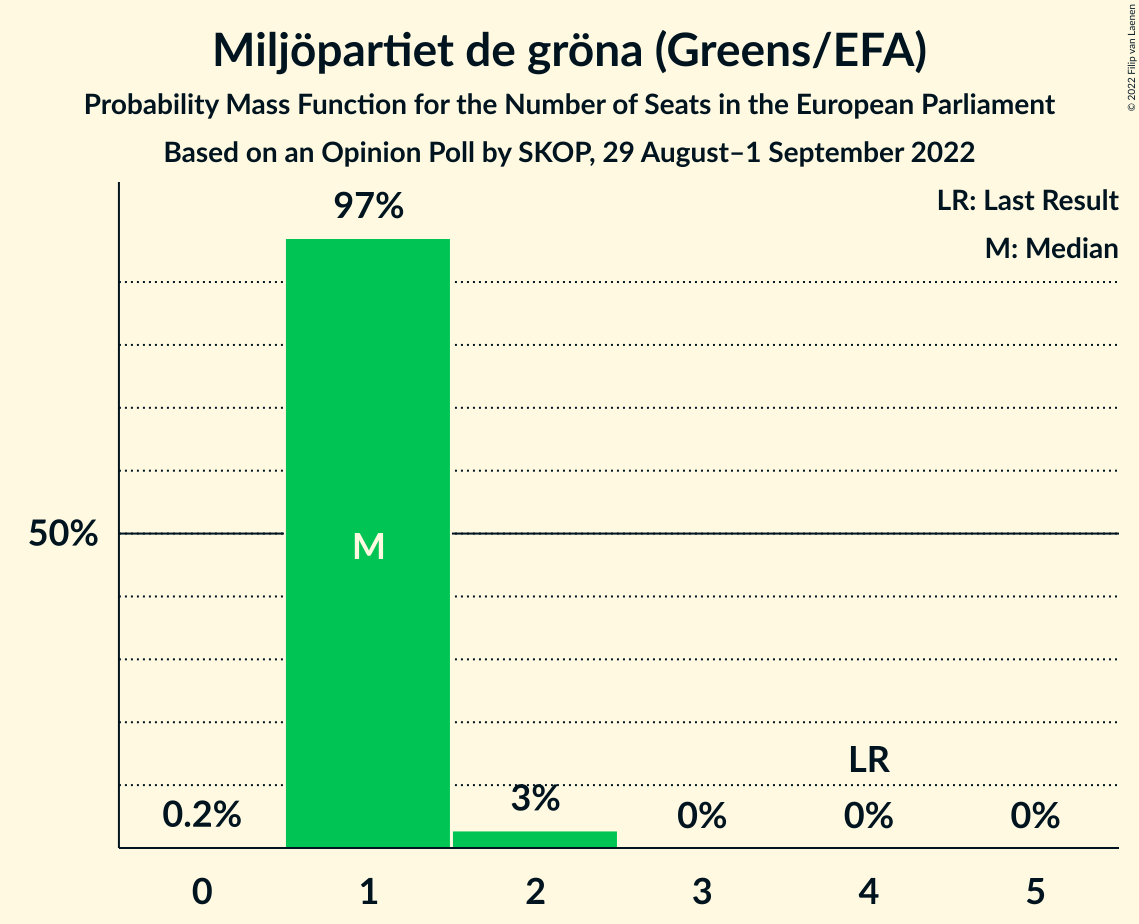 Miljöpartiet de gröna (Greens/EFA)
Probability Mass Function for the Number of Seats in the European Parliament
Based on an Opinion Poll by SKOP, 29 August–1 September 2022
© 2022 Filip van Laenen
LR: Last Result
M: Median
97%
50%
M
LR
0.2%
3%
0%
0%
0%
0 1 2 3 4 5